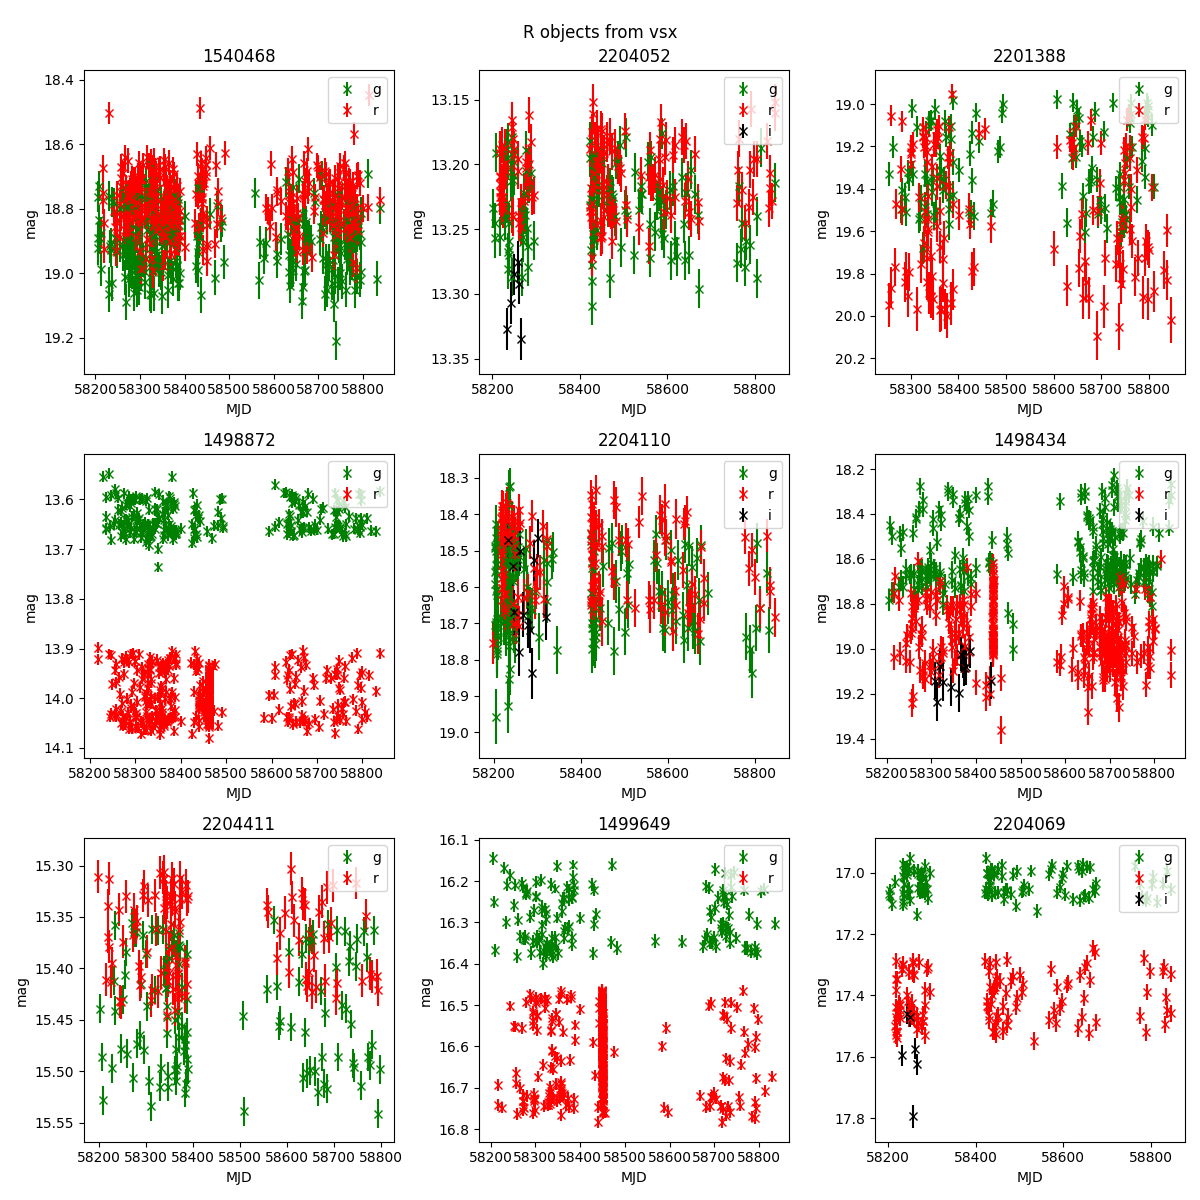 R objects from vsx
1540468
2204052
2201388
g
r
g
r
i
g
r
mag
18.4
18.6
18.8
19.0
19.2
mag
13.15
13.20
13.25
13.30
13.35
mag
19.0
19.2
19.4
19.6
19.8
20.0
20.2
58200 58300 58400 58500 58600 58700 58800
58200 58400 58600 58800
58300 58400 58500 58600 58700 58800
MJD
MJD
MJD
1498872
2204110
1498434
g
r
g
r
i
g
r
i
mag
13.6
13.7
13.8
13.9
14.0
14.1
mag
18.3
18.4
18.5
18.6
18.7
18.8
18.9
19.0
mag
18.2
18.4
18.6
18.8
19.0
19.2
19.4
58200 58300 58400 58500 58600 58700 58800
58200 58400 58600 58800
58200 58300 58400 58500 58600 58700 58800
MJD
MJD
MJD
2204411
1499649
2204069
g
r
g
r
g
r
i
mag
15.30
15.35
15.40
15.45
15.50
15.55
mag
16.1
16.2
16.3
16.4
16.5
16.6
16.7
16.8
mag
17.0
17.2
17.4
17.6
17.8
58200 58300 58400 58500 58600 58700 58800
58200 58300 58400 58500 58600 58700 58800
58200 58400 58600 58800
MJD
MJD
MJD